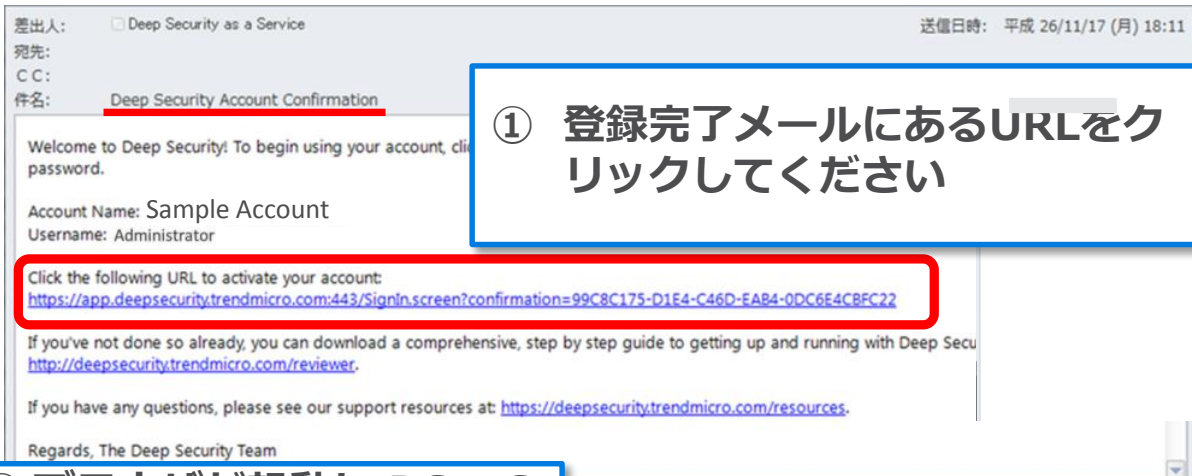 差出人: Deep Security as a Service 送信日時: 平成 26/11/17 (月) 18:11
宛先:
CC:
件名: Deep Security Account Confirmation
① 登録完了メールにあるURLをク
リックしてください
Welcome to Deep Security! To begin using your account,
password.
Account Name: Sample Account
Username: Administrator
Click the following URL to activate your account:
https://app.deepsecurity.trendmicro.com:443/SignIn.screen?confirmation=99C8C175-D1E4-C46D-EAB4-0DC6E4CBFC22
If you've not done so already, you can download a comprehensive, step by step guide to getting up and running with Deep
http://deepsecurity.trendmicro.com/reviewer.
If you have any questions, please see our support resources at: https://deepsecurity.trendmicro.com/resources.
Regards, The Deep Security Team